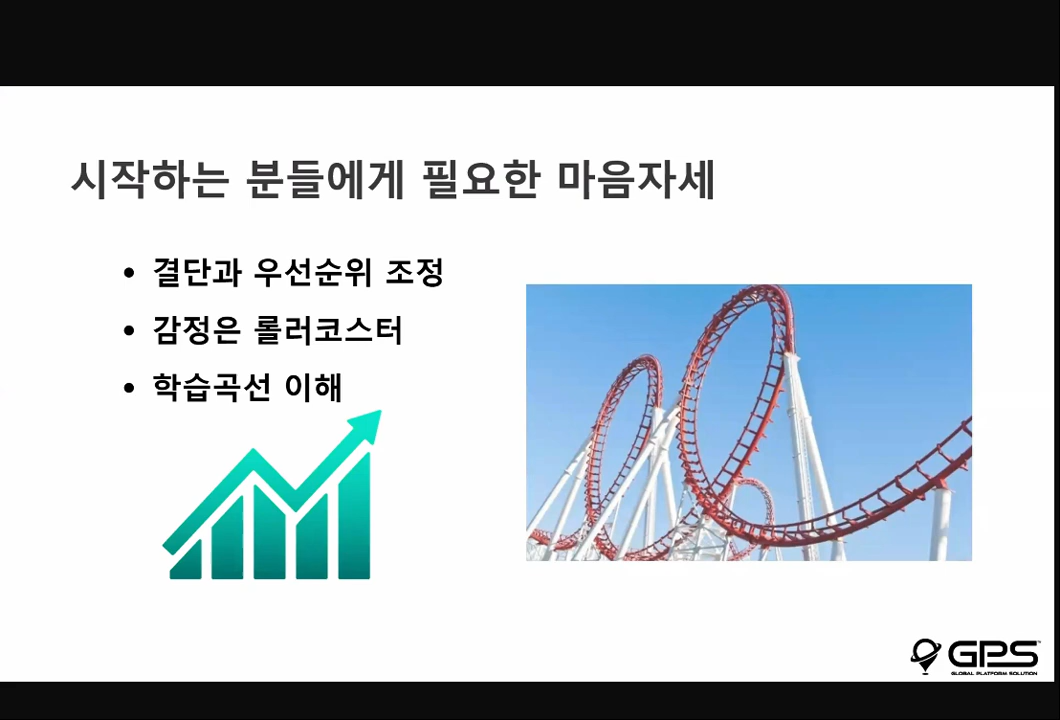 시작하는 분들에게 필요한 마음자세
• 결단과 우선순위 조정
• 감정은 롤러코스터
• 학습곡선 이해
GPS
GLOBAL PLATFORM SOLUTION